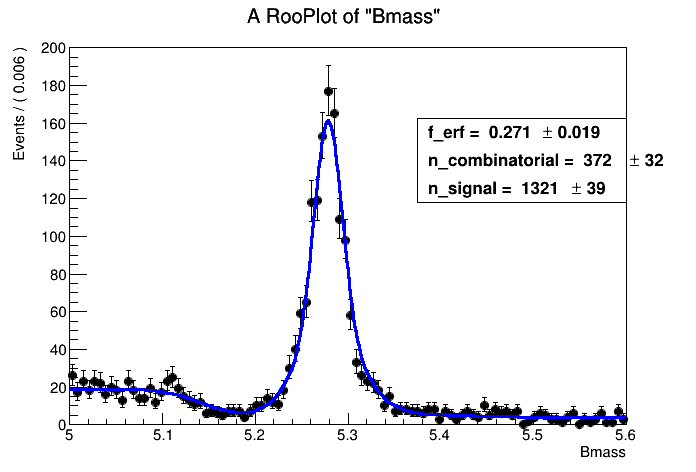 A RooPlot of "Bmass"
Events / ( 0.006 )
200
180
160
140
120
100
80
60
40
20
0
f_erf = 0.271 ± 0.019
n_combinatorial = 372 ± 32
n_signal = 1321 ± 39
5 5.1 5.2 5.3 5.4 5.5 5.6
Bmass